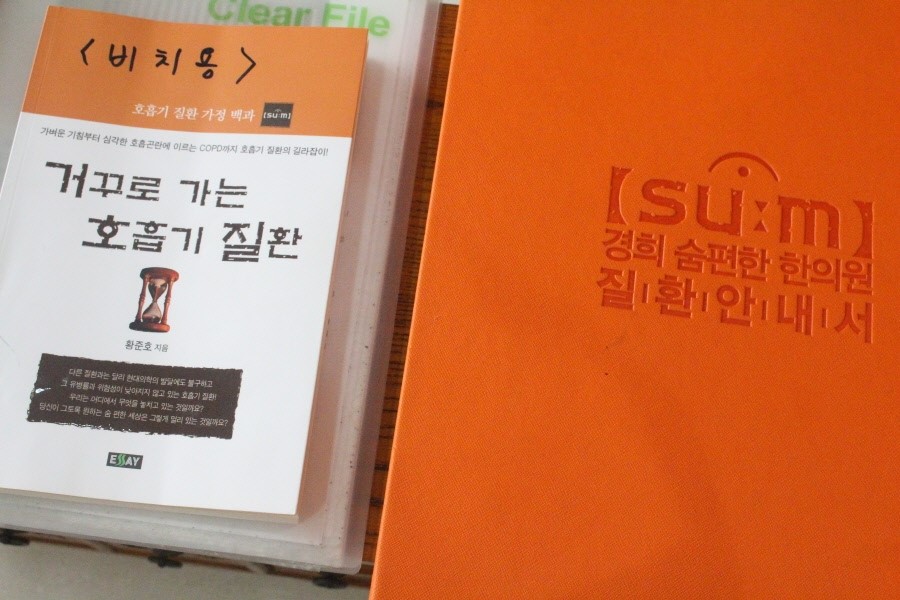 Clear File
<비치용>
호흡기 질환 가정 백과 [su:m]
가벼운 기침부터 심각한 호흡곤란에 이르는 COPD까지 호흡기 질환의 길라잡이!
거꾸로 가는
호흡기 질환
황준호 지음
다른 질환과는 달리 현대의학의 발달에도 불구하고
그 유병률과 위험성이 낮아지지 않고 있는 호흡기 질환!
우리는 어디에서 무엇을 놓치고 있는 것일까요?
당신이 그토록 원하는 숨 편한 세상은 그렇게 멀리 있는 것일까요?
ESSAY
[su:m]
경희 숨편한 한의원
질|환|안|내|서